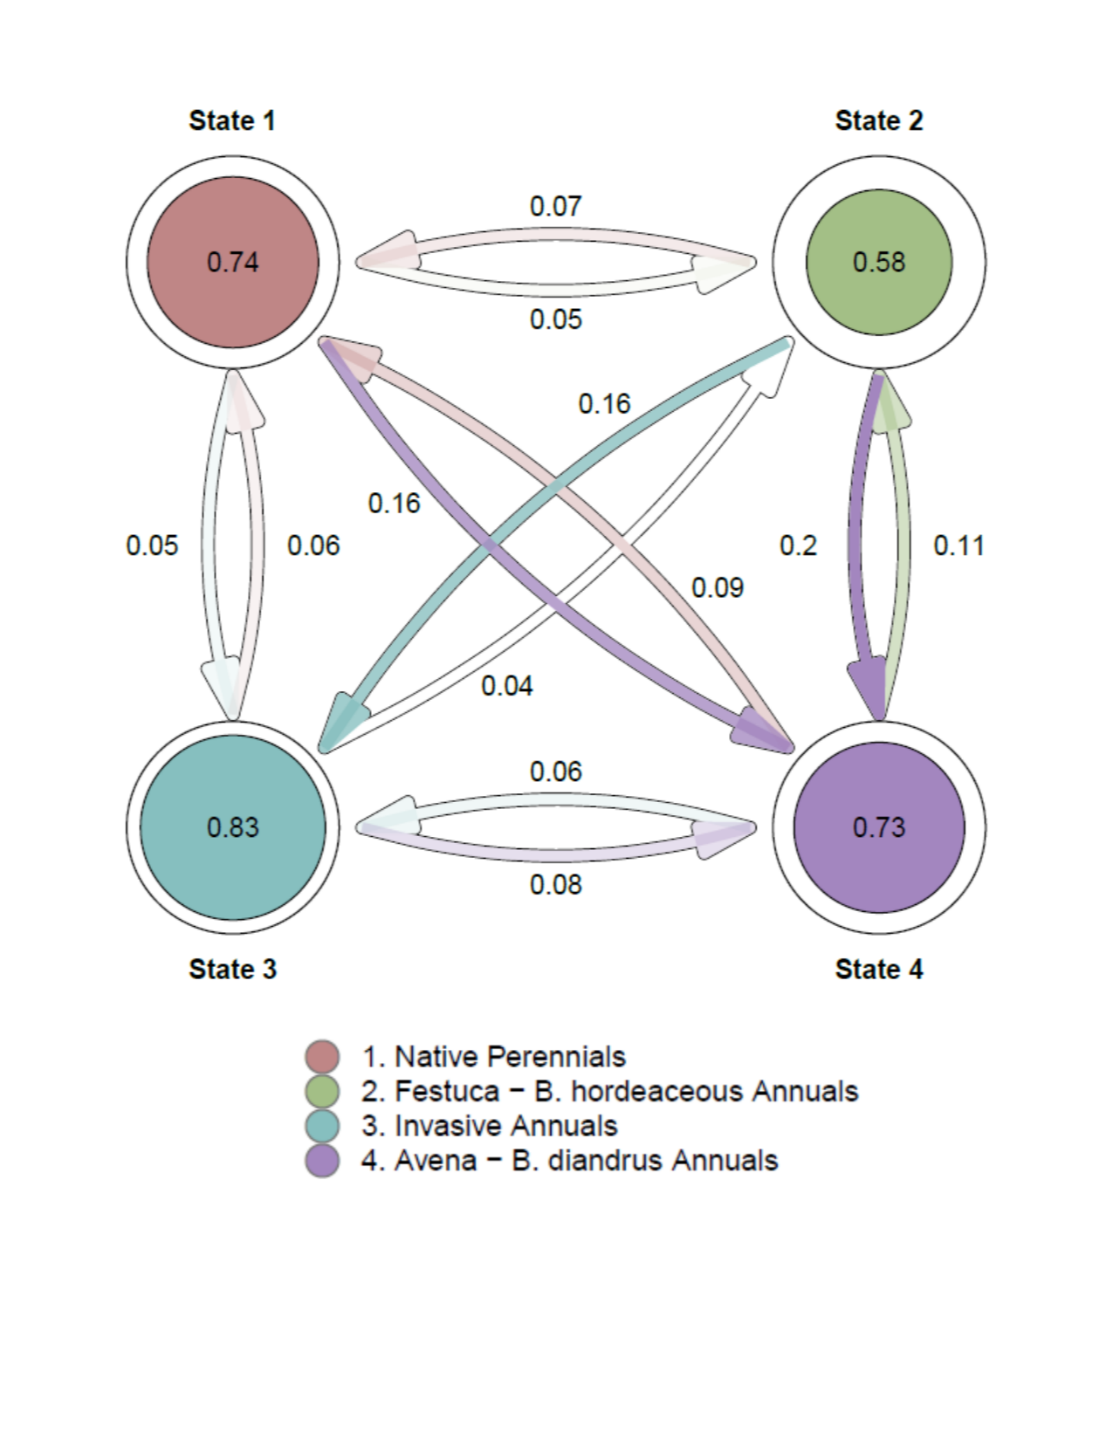 State 1
State 2
0.07
0.74
0.58
0.05
0.16
0.16
0.05
0.06
0.2
0.11
0.09
0.04
0.06
0.83
0.73
0.08
State 3
State 4
1. Native Perennials
2. Festuca − B. hordeaceous Annuals
3. Invasive Annuals
4. Avena − B. diandrus Annuals